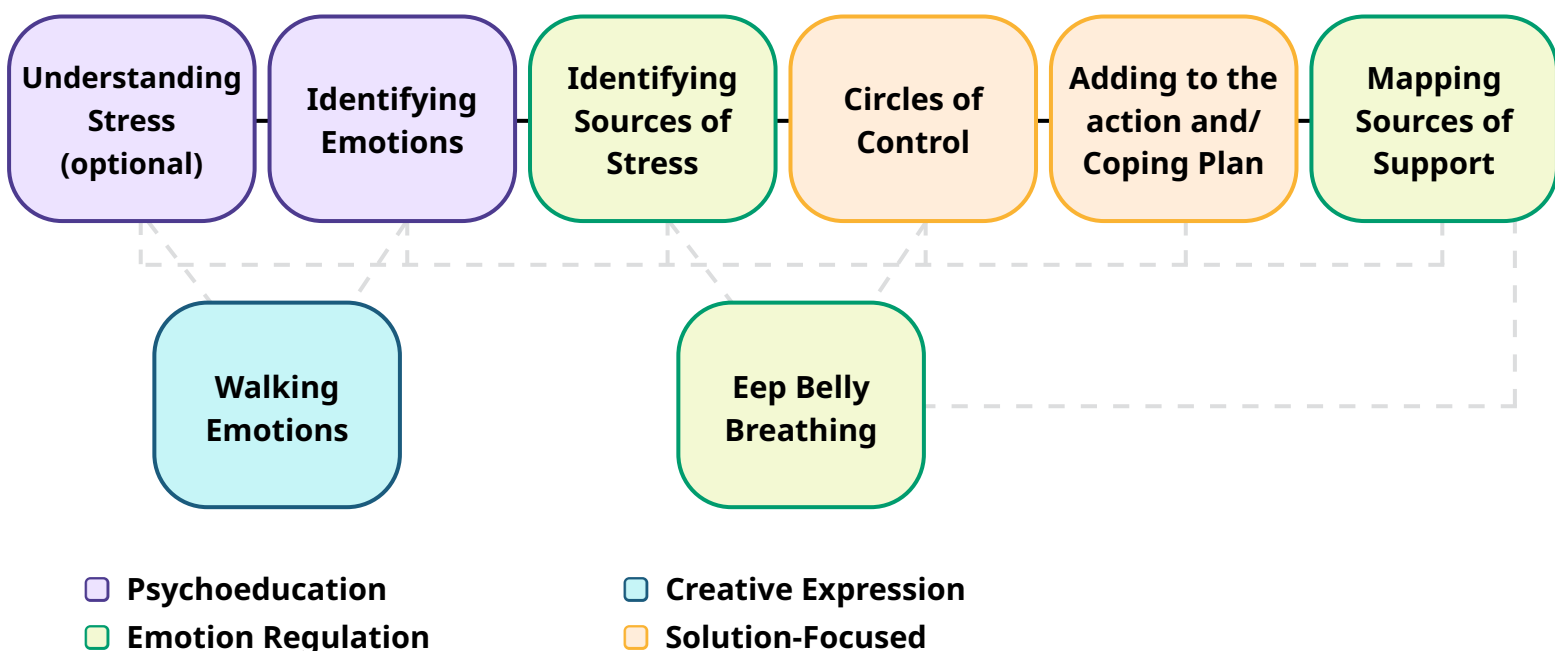 Understanding
Stress
(optional)
Identifying
Emotions
Identifying
Sources of
Stress
Circles of
Control
Adding to the
action and/
Coping Plan
Mapping
Sources of
Support
Walking
Emotions
Eep Belly
Breathing
Psychoeducation
Creative Expression
Emotion Regulation
Solution-Focused